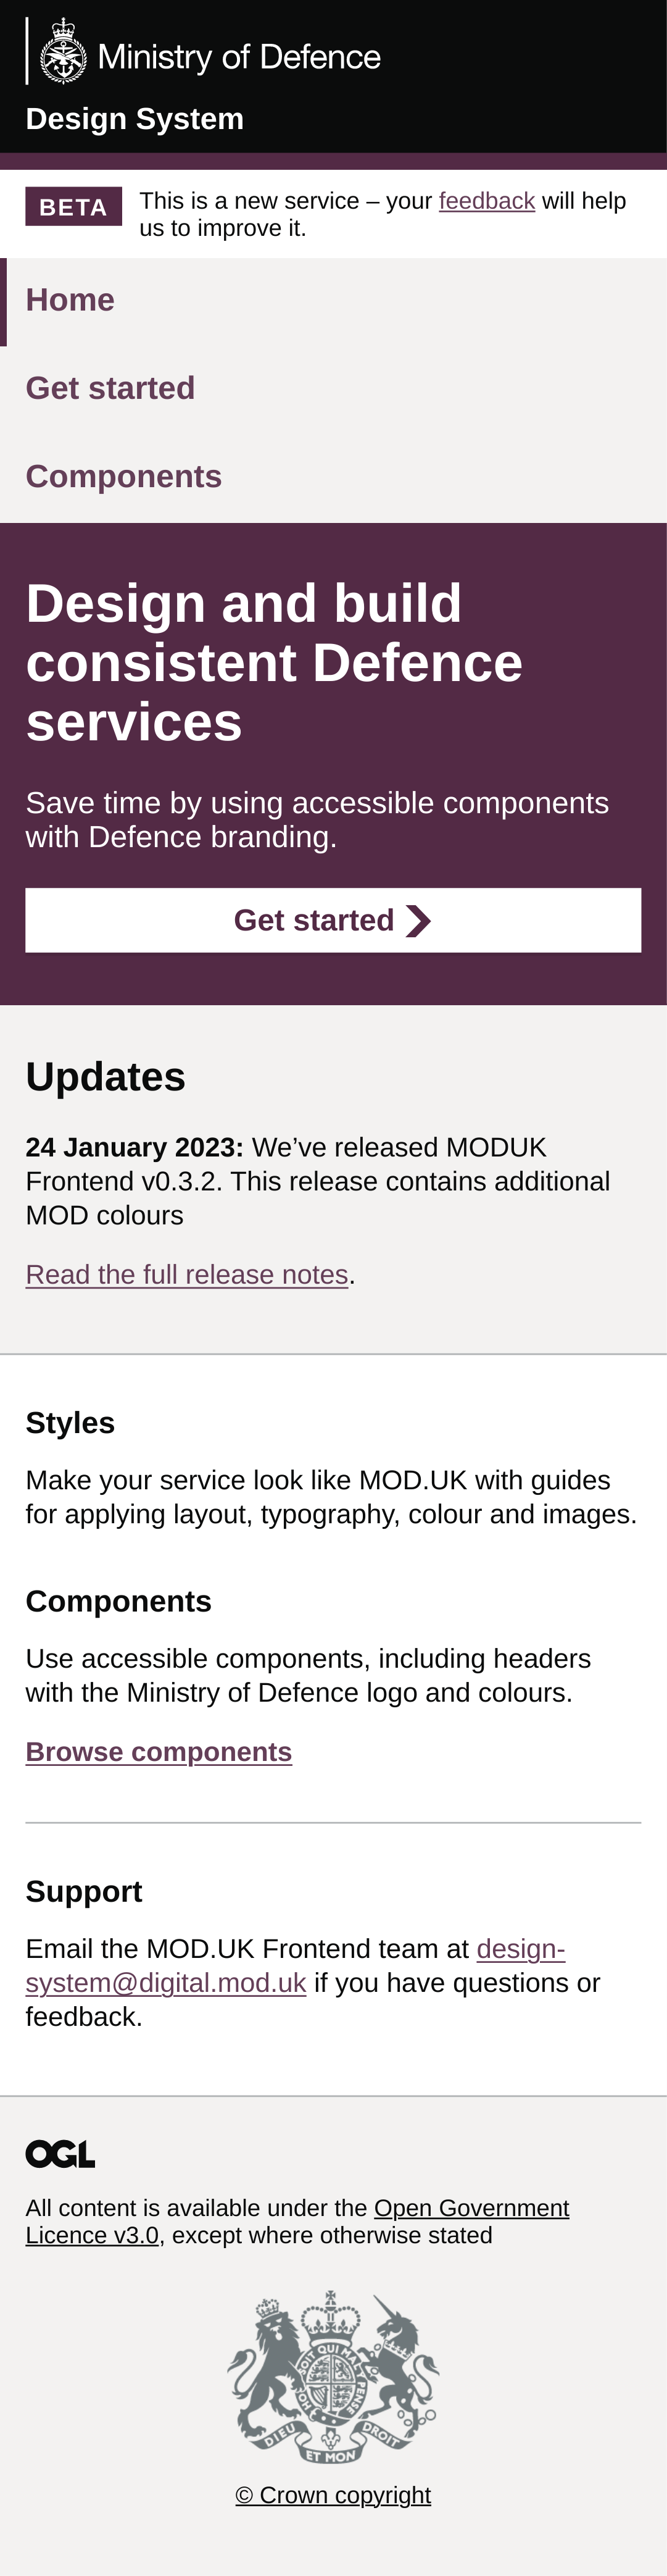 Ministry of Defence
Design System
BETA
This is a new service – your feedback will help
us to improve it.
Home
Get started
Components
Design and build
consistent Defence
services
Save time by using accessible components
with Defence branding.
Get started
Updates
24 January 2023: We’ve released MODUK
Frontend v0.3.2. This release contains additional
MOD colours
Read the full release notes.
Styles
Make your service look like MOD.UK with guides
for applying layout, typography, colour and images.
Components
Use accessible components, including headers
with the Ministry of Defence logo and colours.
Browse components
Support
Email the MOD.UK Frontend team at design-
system@digital.mod.uk if you have questions or
feedback.
OGL
All content is available under the Open Government
Licence v3.0, except where otherwise stated
DIEU ET MON DROIT
© Crown copyright